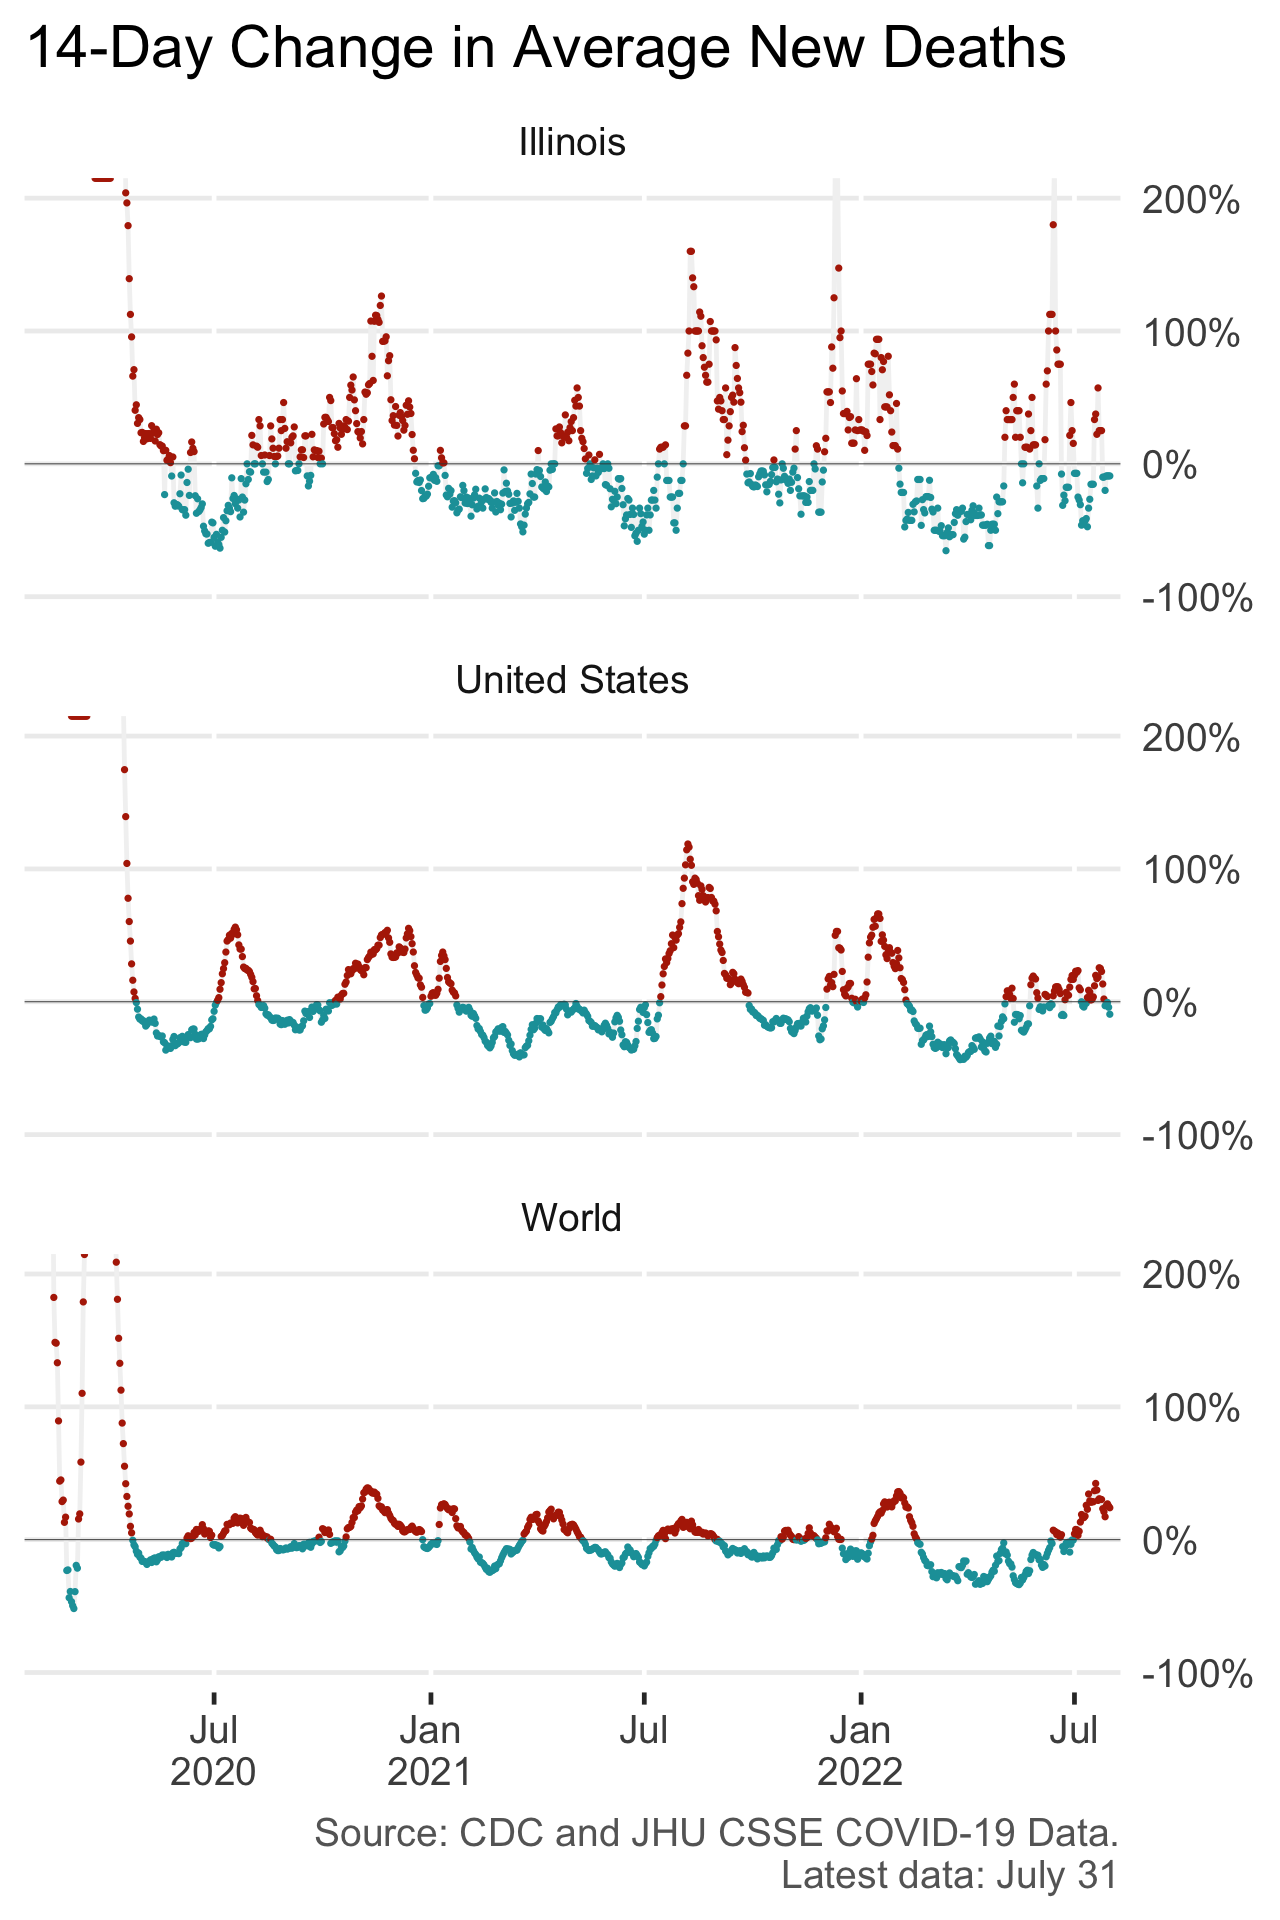 14-Day Change in Average New Deaths
Illinois
200%
100%
0%
-100%
United States
200%
100%
0%
-100%
World
200%
100%
0%
-100%
Jul Jan Jul Jan Jul
2020 2021 2022
Source: CDC and JHU CSSE COVID-19 Data.
Latest data: July 31